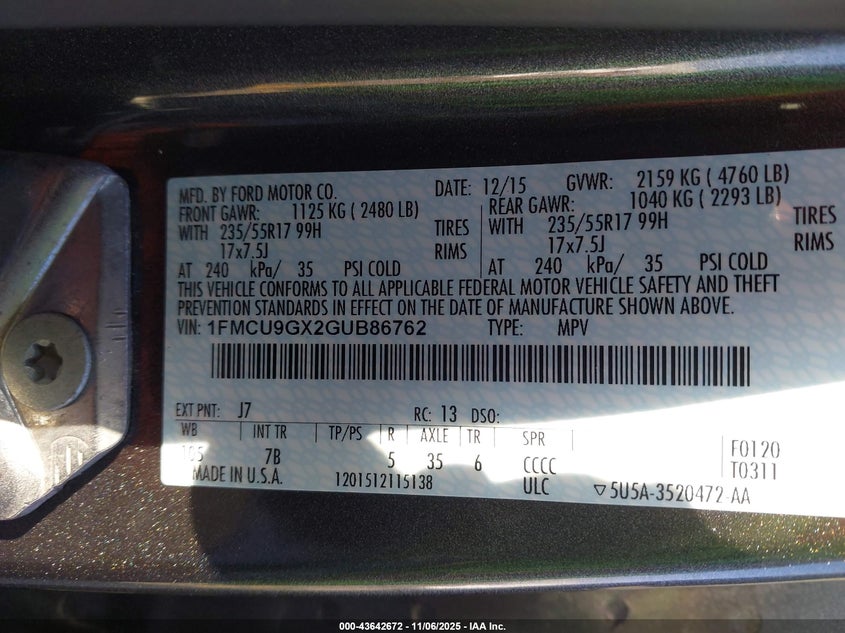 MFD. BY FORD MOTOR CO. DATE: 12/15 GVWR: 2159 KG ( 4760 LB)
FRONT GAWR: 1125 KG ( 2480 LB) REAR GAWR: 1040 KG ( 2293 LB)
WITH 235/55R17 99H TIRES WITH 235/55R17 99H TIRES
17x7.5J RIMS 17x7.5J RIMS
AT 240 kPa/ 35 PSI COLD AT 240 kPa/ 35 PSI COLD
THIS VEHICLE CONFORMS TO ALL APPLICABLE FEDERAL MOTOR VEHICLE SAFETY AND THEFT
PREVENTION STANDARDS IN EFFECT ON THE DATE OF MANUFACTURE SHOWN ABOVE.
VIN: 1FMCU9GX2GUB86762 TYPE: MPV
EXT PNT: J7 RC: 13 DSO:
WB INT TR TP/PS R AXLE TR SPR
7B 5 35 6 CCCC
F0120
T0311
MADE IN U.S.A. 1201512115138 ULC ▽5U5A-3520472-AA
000-43642672 - 11/06/2025 - IAA Inc.